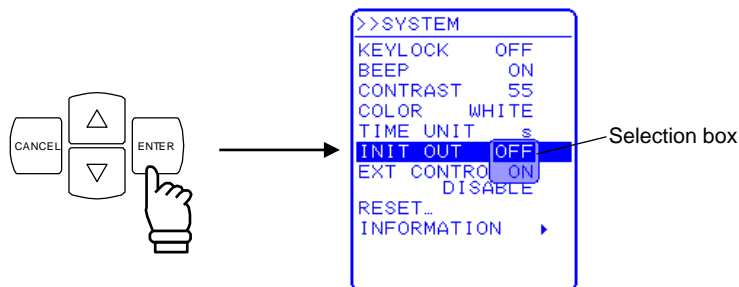 >>SYSTEM
KEYLOCK OFF
BEEP ON
CONTRAST 55
COLOR WHITE
TIME UNIT s
INIT OUT OFF
EXT CONTRO ON
DISABLE
RESET…
INFORMATION ▸
CANCEL
ENTER
Selection box